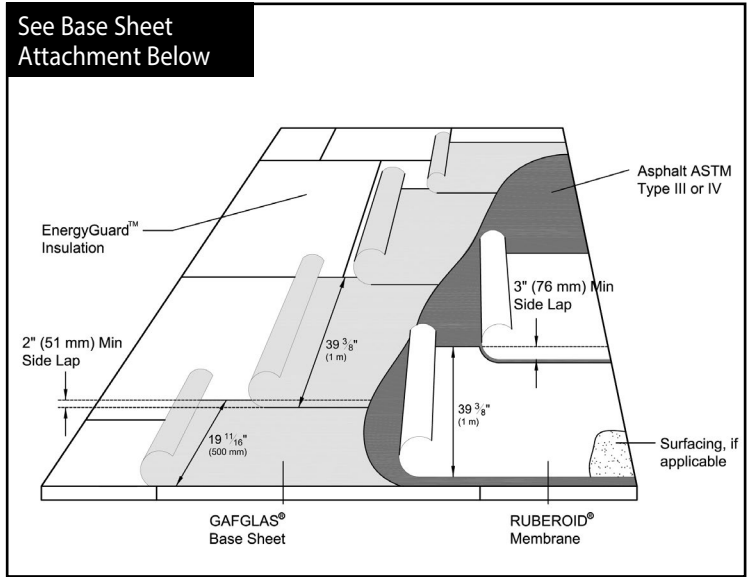 See Base Sheet
Attachment Below
Asphalt ASTM
Type III or IV
EnergyGuard™
Insulation
3" (76 mm) Min
Side Lap
2" (51 mm) Min
Side Lap
39 3/8"
(1 m)
39 3/8"
(1 m)
19 11/16"
(500 mm)
Surfacing, if
applicable
GAFGLAS®
Base Sheet
RUBEROID®
Membrane